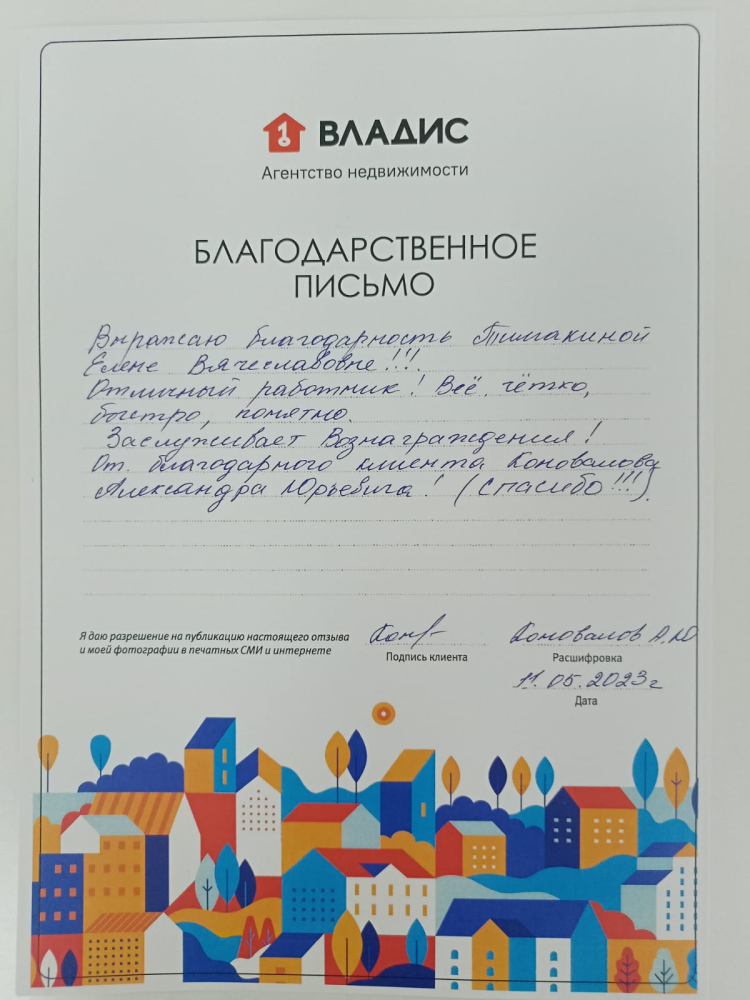 ВЛАДИС
Агентство недвижимости
БЛАГОДАРСТВЕННОЕ
ПИСЬМО
Выражаю благодарность Тимакиной
Елене Вячеславовне!!!
Отличный работник! Всё чётко,
быстро, понятно.
Заслуживает Вознаграждения!
От благодарного клиента Коновалова
Александра Юрьевича! (Спасибо!!!).
Я даю разрешение на публикацию настоящего отзыва
и моей фотографии в печатных СМИ и интернете
Подпись клиента
Коновалов А.Ю
Расшифровка
11.05.2023г
Дата